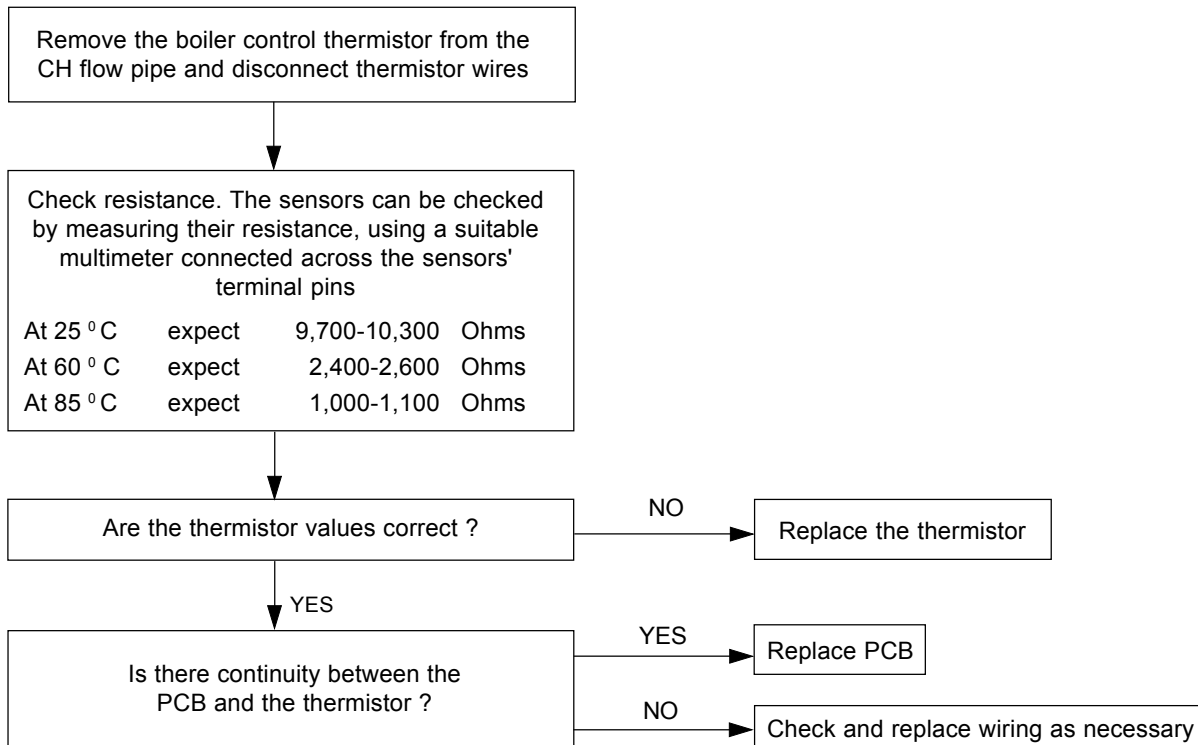 Remove the boiler control thermistor from the
CH flow pipe and disconnect thermistor wires
Check resistance. The sensors can be checked
by measuring their resistance, using a suitable
multimeter connected across the sensors'
terminal pins
At 25 ⁰ C expect 9,700-10,300 Ohms
At 60 ⁰ C expect 2,400-2,600 Ohms
At 85 ⁰ C expect 1,000-1,100 Ohms
Are the thermistor values correct ?
NO
Replace the thermistor
YES
Is there continuity between the
PCB and the thermistor ?
YES
Replace PCB
NO
Check and replace wiring as necessary